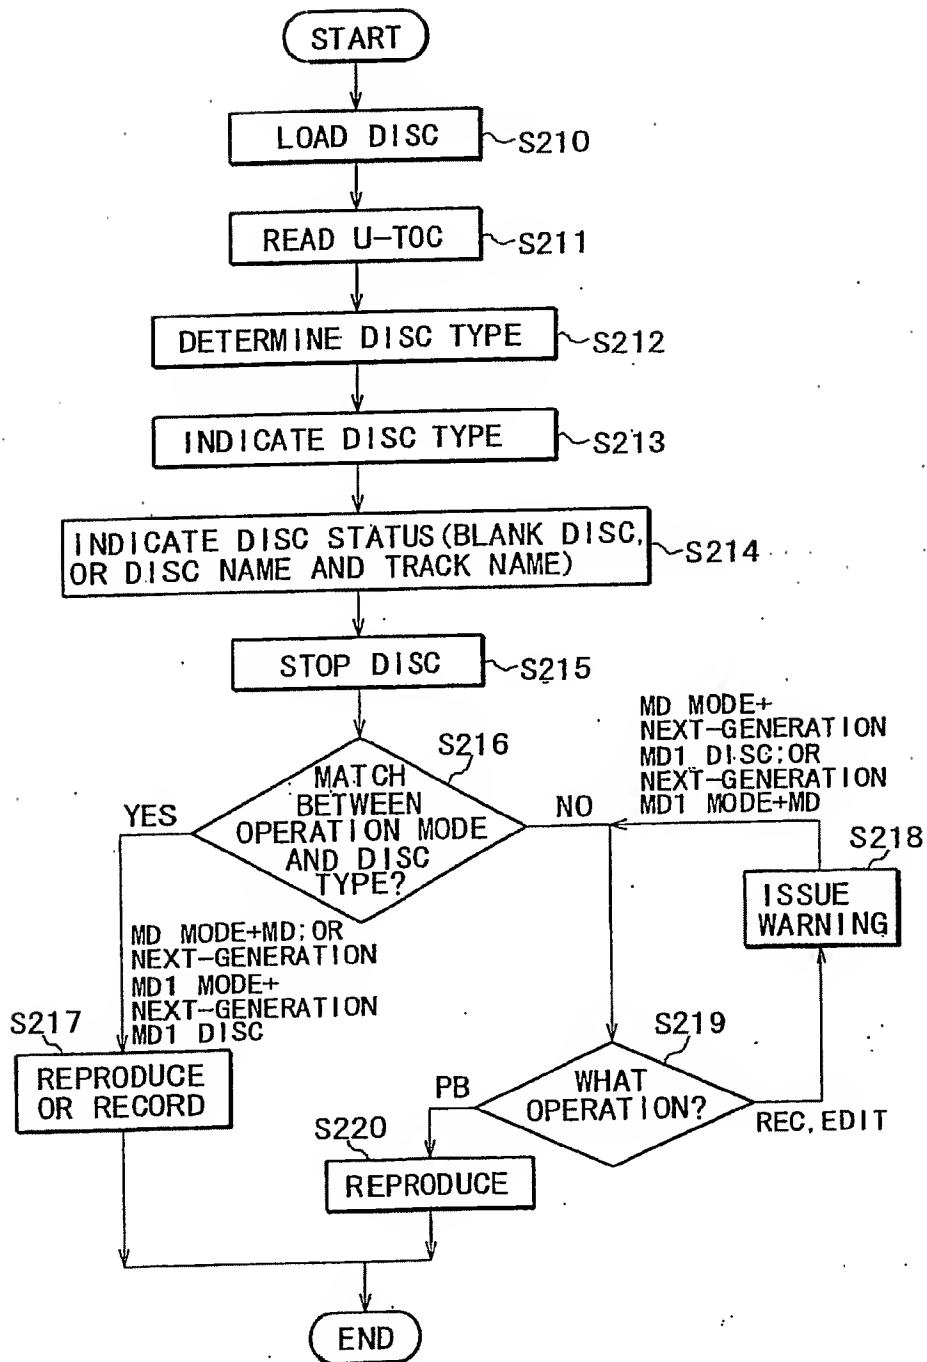 START
LOAD DISC
S210
READ U-TOC
S211
DETERMINE DISC TYPE
S212
INDICATE DISC TYPE
S213
INDICATE DISC STATUS(BLANK DISC,
OR DISC NAME AND TRACK NAME)
S214
STOP DISC
S215
S216
MATCH
BETWEEN
OPERATION MODE
AND DISC
TYPE?
YES
NO
MD MODE+
NEXT-GENERATION
MD1 DISC;OR
NEXT-GENERATION
MD1 MODE+MD
S218
ISSUE
WARNING
MD MODE+MD;OR
NEXT-GENERATION
MD1 MODE+
NEXT-GENERATION
MD1 DISC
S217
REPRODUCE
OR RECORD
S219
WHAT
OPERATION?
PB
REC,EDIT
S220
REPRODUCE
END